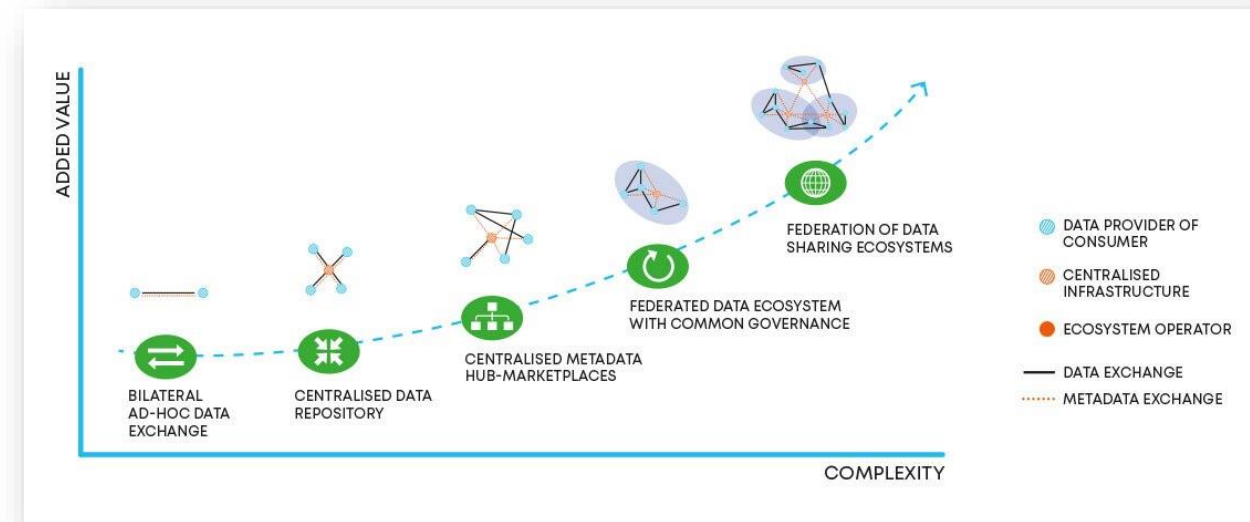 ADDED VALUE
BILATERAL
AD-HOC DATA
EXCHANGE
CENTRALISED DATA
REPOSITORY
CENTRALISED METADATA
HUB-MARKETPLACES
FEDERATED DATA ECOSYSTEM
WITH COMMON GOVERNANCE
FEDERATION OF DATA
SHARING ECOSYSTEMS
COMPLEXITY
DATA PROVIDER OF
CONSUMER
CENTRALISED
INFRASTRUCTURE
ECOSYSTEM OPERATOR
DATA EXCHANGE
METADATA EXCHANGE